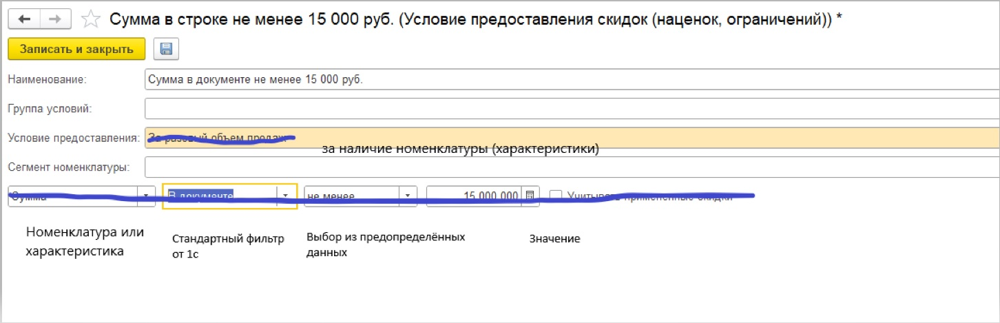 Сумма в строке не менее 15 000 руб. (Условие предоставления скидок (наценок, ограничений)) *
Записать и закрыть
Наименование: Сумма в документе не менее 15 000 руб.
Группа условий:
Условие предоставления: За разовый объем продаж
за наличие номенклатуры (характеристики)
Сегмент номенклатуры:
Сумма В документе не менее 15 000,000 Учитывать примененные скидки
Номенклатура или Стандартный фильтр Выбор из предопределённых Значение
характеристика от 1с данных